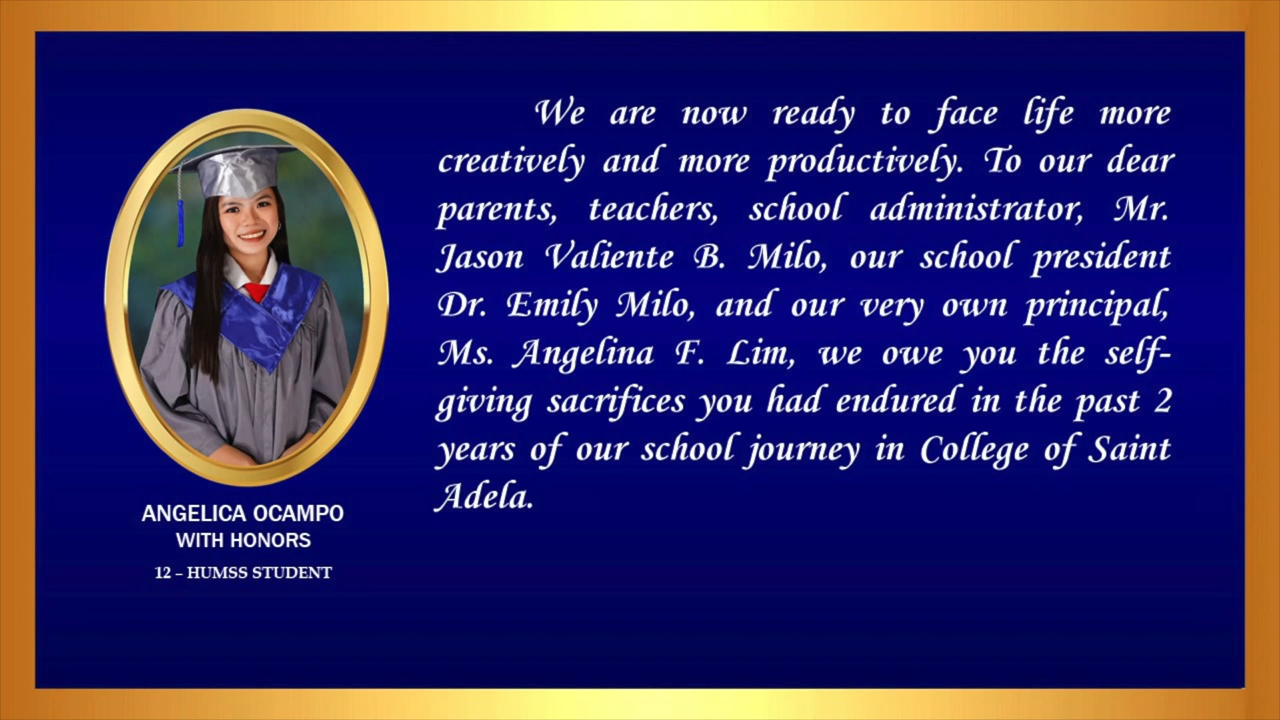 We are now ready to face life more
creatively and more productively. To our dear
parents, teachers, school administrator, Mr.
Jason Valiente B. Milo, our school president
Dr. Emily Milo, and our very own principal,
Ms. Angelina F. Lim, we owe you the self-
giving sacrifices you had endured in the past 2
years of our school journey in College of Saint
Adela.
ANGELICA OCAMPO
WITH HONORS
12 – HUMSS STUDENT